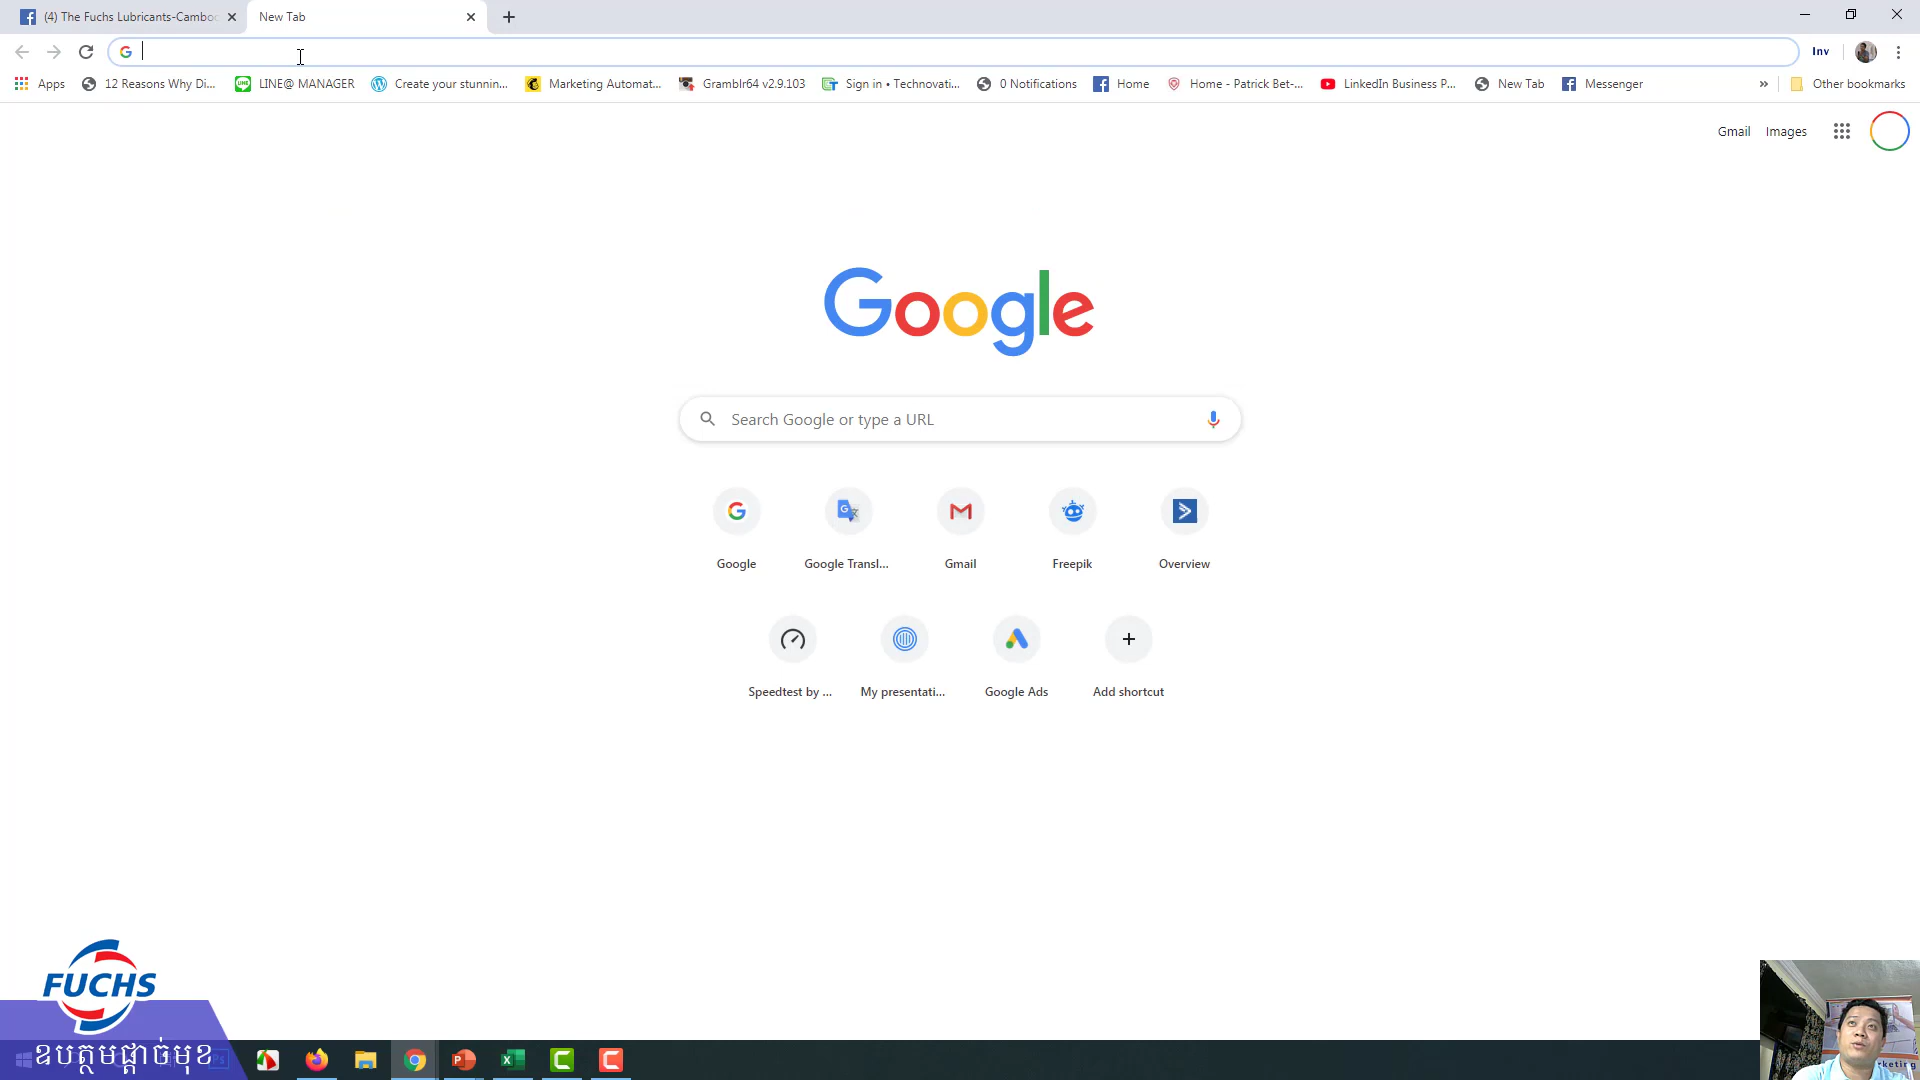 (4) The Fuchs Lubricants-Camboc
New Tab
Inv
Apps
12 Reasons Why Di...
LINE@ MANAGER
Create your stunnin...
Marketing Automat...
Gramblr64 v2.9.103
Sign in • Technovati...
0 Notifications
Home
Home - Patrick Bet-...
LinkedIn Business P...
New Tab
Messenger
»
Other bookmarks
Gmail
Images
Google
Search Google or type a URL
Google
Google Transl...
Gmail
Freepik
Overview
Speedtest by ...
My presentati...
Google Ads
Add shortcut
FUCHS
ឧបត្ថមផ្តាច់មុខ